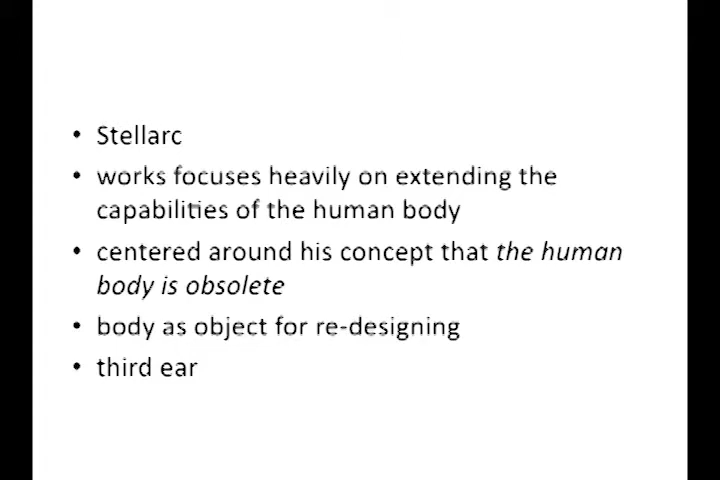 • Stellarc
• works focuses heavily on extending the
capabilities of the human body
• centered around his concept that the human
body is obsolete
• body as object for re-designing
• third ear